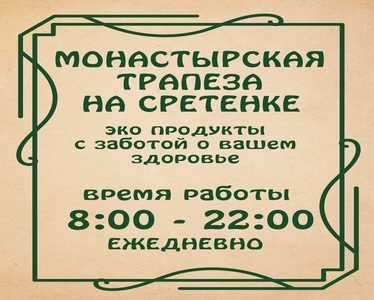 МОНАСТЫРСКАЯ
ТРАПЕЗА
НА СРЕТЕНКЕ
ЭКО ПРОДУКТЫ
С ЗАБОТОЙ О ВАШЕМ
ЗДОРОВЬЕ
ВРЕМЯ РАБОТЫ
8:00 - 22:00
ЕЖЕДНЕВНО